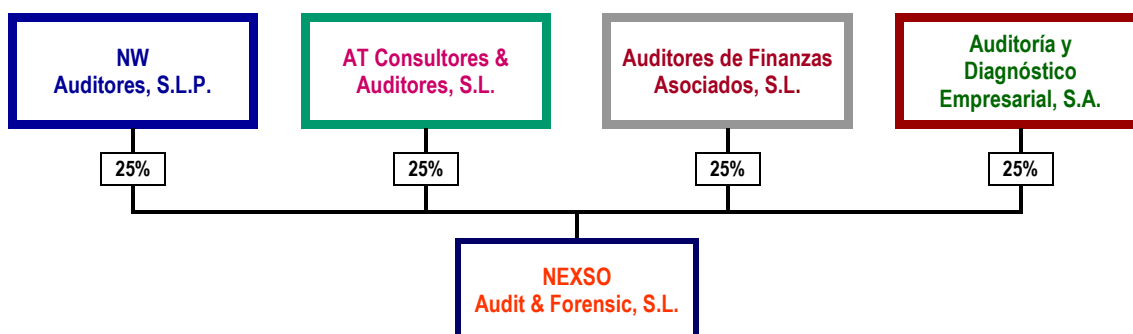 NW
Auditores, S.L.P.
AT Consultores &
Auditores, S.L.
Auditores de Finanzas
Asociados, S.L.
Auditoría y
Diagnóstico
Empresarial, S.A.
25%
25%
25%
25%
NEXSO
Audit & Forensic, S.L.